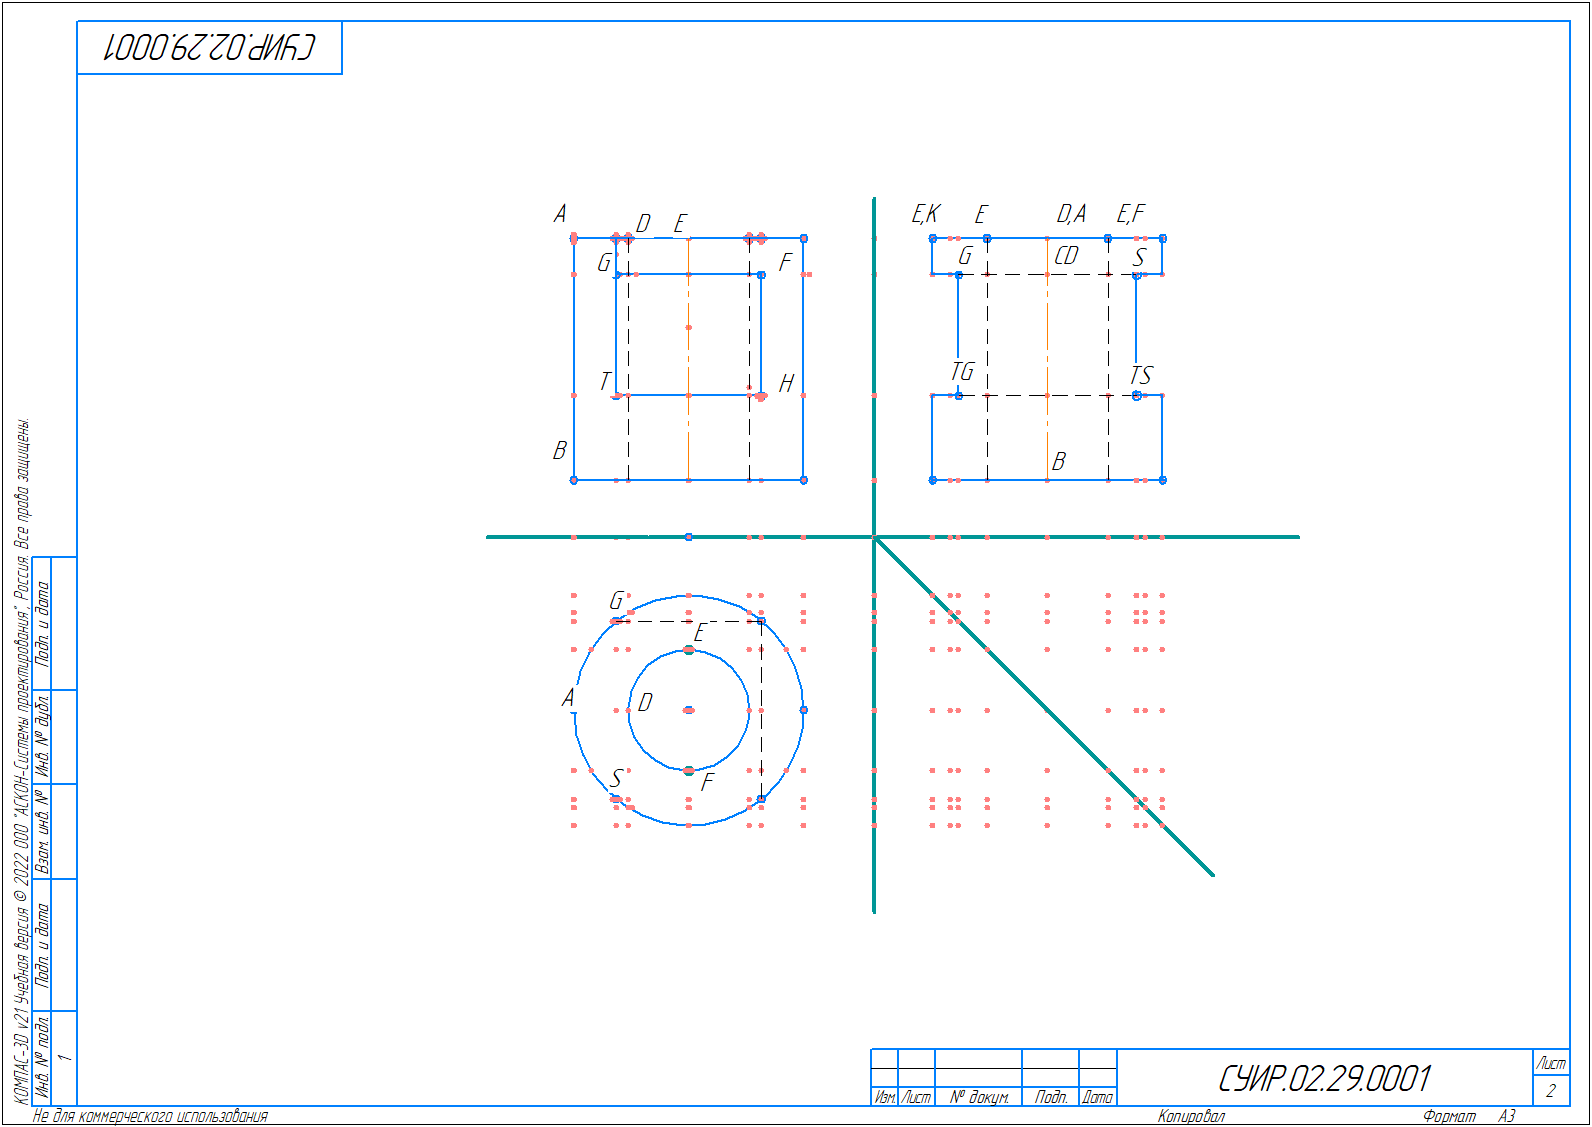 СУИР.02.29.0001
A
D
E
E,K
E
D,A
E,F
G
F
G
CD
S
T
H
TG
TS
B
B
G
E
A
D
S
F
КОМПАС-3D v21 Учебная версия © 2022 ООО "АСКОН-Системы проектирования", Россия. Все права защищены.
Подп. и дата
Инв. № дубл.
Взам. инв. №
Подп. и дата
Инв. № подл.
1
Изм.
Лист
№ докум.
Подп.
Дата
СУИР.02.29.0001
Лист
2
Не для коммерческого использования
Копировал
Формат А3